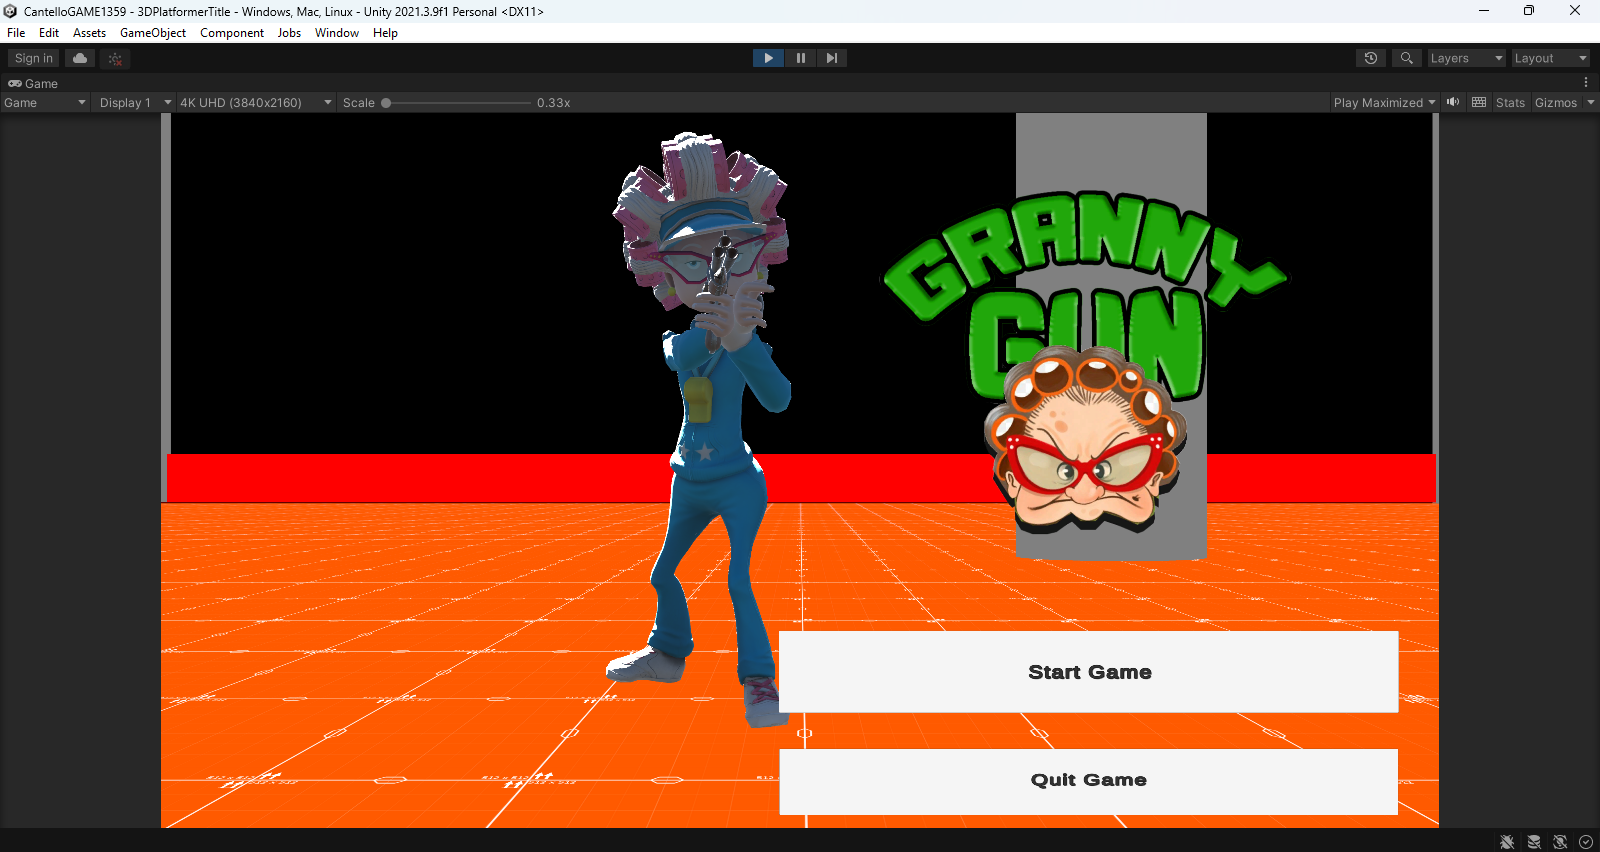 CantelloGAME1359 - 3DPlatformerTitle - Windows, Mac, Linux - Unity 2021.3.9f1 Personal <DX11>
File Edit Assets GameObject Component Jobs Window Help
Sign in
Layers
Layout
Game
Game
Display 1
4K UHD (3840x2160)
Scale
0.33x
Play Maximized
Stats
Gizmos
GRANNY
GUN
Start Game
Quit Game